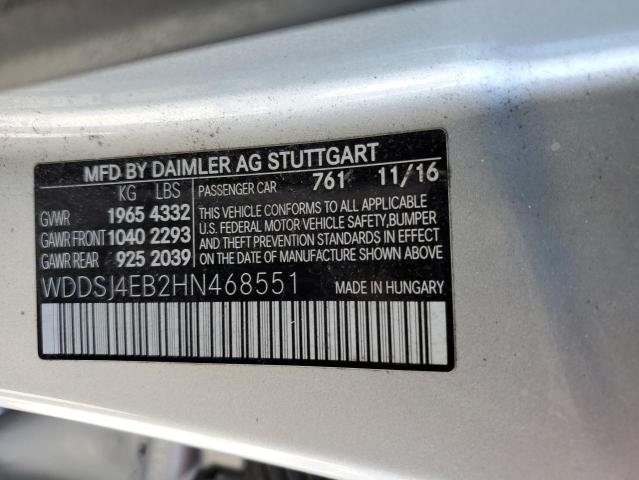 MFD BY DAIMLER AG STUTTGART
KG LBS PASSENGER CAR 761 11/16
GVWR 1965 4332 THIS VEHICLE CONFORMS TO ALL APPLICABLE
GAWR FRONT 1040 2293 U.S. FEDERAL MOTOR VEHICLE SAFETY, BUMPER
GAWR REAR 925 2039 AND THEFT PREVENTION STANDARDS IN EFFECT
ON THE DATE OF MANUFACTURE SHOWN ABOVE.
WDDSJ4EB2HN468551 MADE IN HUNGARY